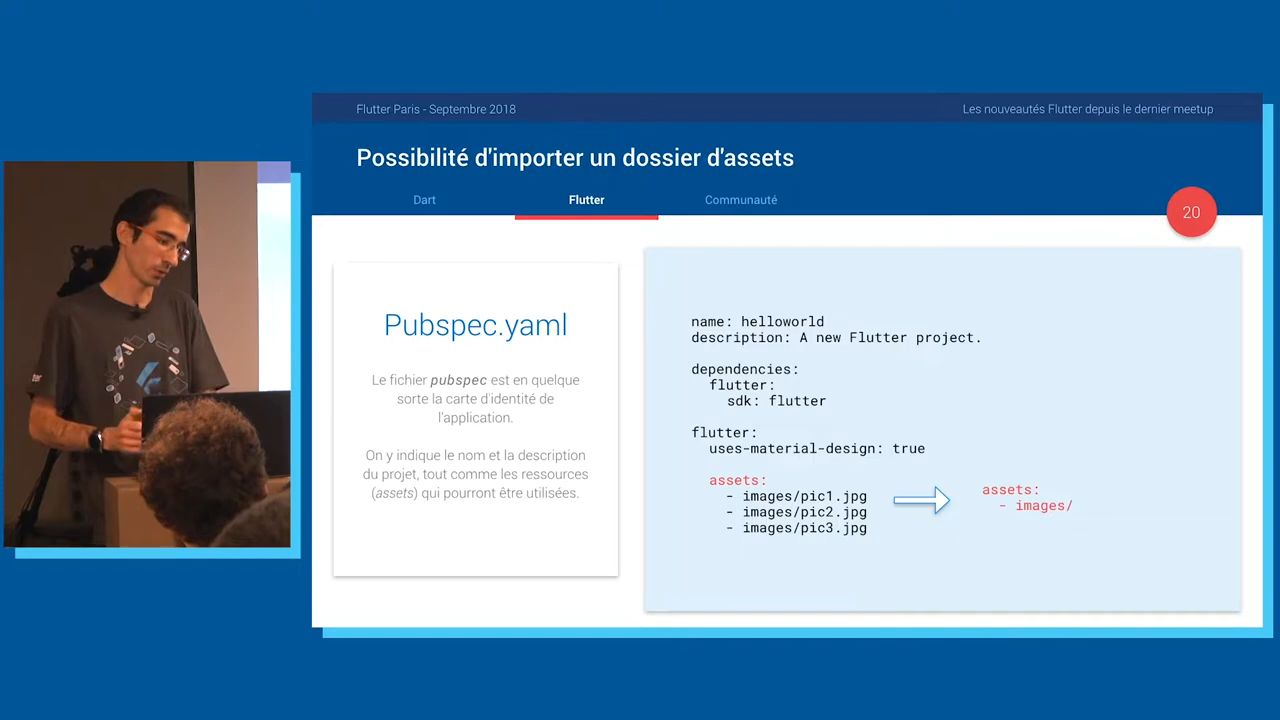 Flutter Paris - Septembre 2018
Les nouveautés Flutter depuis le dernier meetup
Possibilité d'importer un dossier d'assets
Dart
Flutter
Communauté
20
Pubspec.yaml
Le fichier pubspec est en quelque
sorte la carte d'identité de
l'application.
On y indique le nom et la description
du projet, tout comme les ressources
(assets) qui pourront être utilisées.
name: helloworld
description: A new Flutter project.
dependencies:
flutter:
sdk: flutter
flutter:
uses-material-design: true
assets:
- images/pic1.jpg
- images/pic2.jpg
- images/pic3.jpg
assets:
- images/